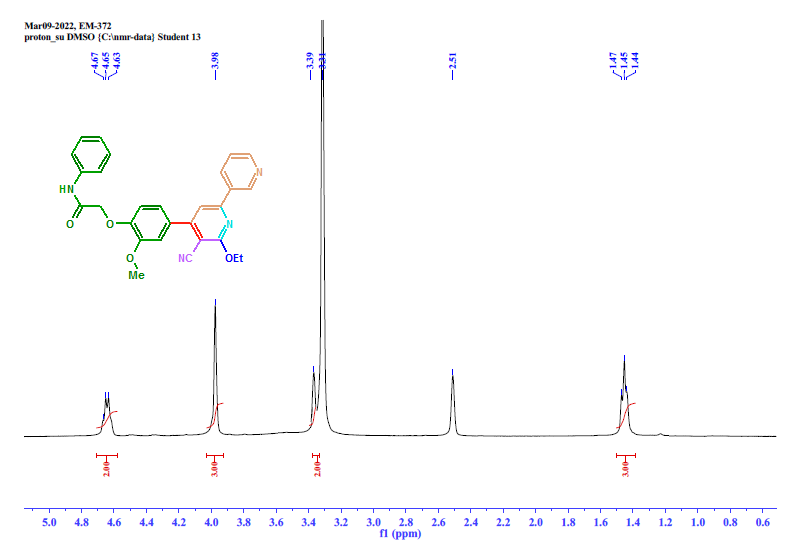 Mar09-2022, EM-372
proton_su DMSO {C:\nmr-data} Student 13
4.67
4.65
4.63
3.98
3.39
3.31
2.51
1.47
1.45
1.44
N
HN
O
O
N
O
NC
OEt
Me
2.00
3.00
2.00
3.00
5.0 4.8 4.6 4.4 4.2 4.0 3.8 3.6 3.4 3.2 3.0 2.8 2.6 2.4 2.2 2.0 1.8 1.6 1.4 1.2 1.0 0.8 0.6
f1 (ppm)